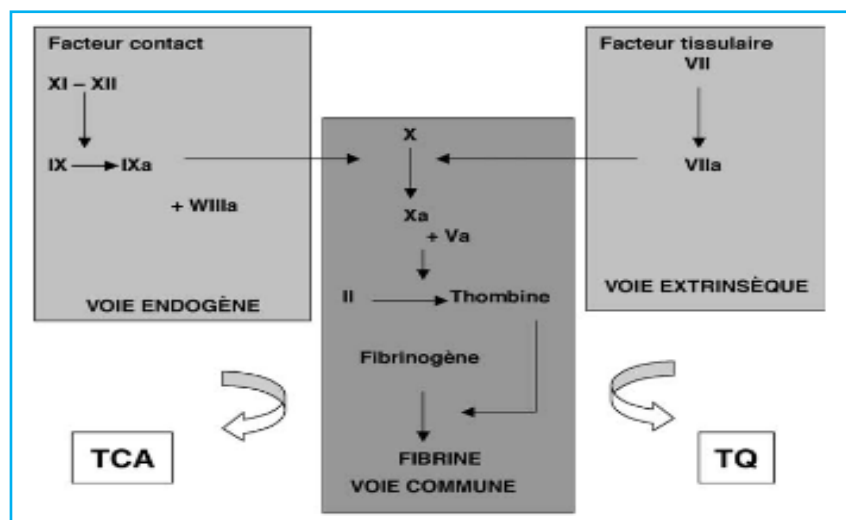 Facteur contact
XI – XII
IX
IXa
+ WIIIa
VOIE ENDOGÈNE
X
Xa
+ Va
II
Thombine
Fibrinogène
FIBRINE
VOIE COMMUNE
Facteur tissulaire
VII
VIIa
VOIE EXTRINSÈQUE
TCA
TQ